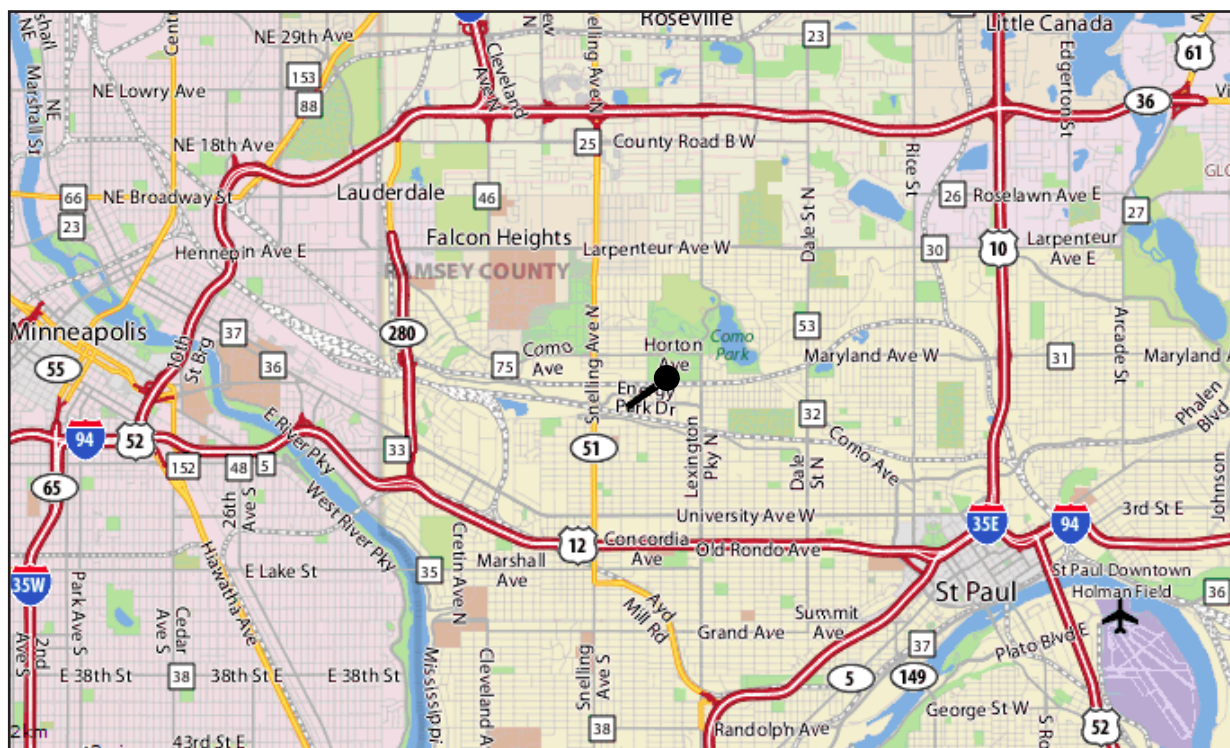 Roseville
Little Canada
NE 29th Ave
Cleveland
Ave N
Snelling Ave N
23
61
Edgerton St
153
88
NE Lowry Ave
Marshall St
NE
36
NE 18th Ave
25
County Road B W
Rice St
66
NE Broadway St
Lauderdale
46
26
Roselawn Ave E
23
27
Dale St N
Hennepin Ave E
Falcon Heights
Larpenteur Ave W
30
10
Larpenteur
Ave E
RAMSEY COUNTY
Minneapolis
37
10th
St Brg
280
Snelling Ave N
Como
Park
53
Arcade St
55
36
75
Como
Ave
Horton
Ave
Maryland Ave W
31
Energy
Park Dr
32
Phalen
Blvd
94
52
E River Pky
33
51
Lexington
Pky N
Dale
St N
Como Ave
152
48
5
65
26th
Ave S
West River Pky
University Ave W
35E
94
3rd St E
Johnson
12
Concordia
Ave
Old Rondo Ave
35W
Hiawatha Ave
E Lake St
35
Cretin Ave N
Marshall
Ave
St Paul
St Paul Downtown
Holman Field
36
2nd
Ave S
Park Ave S
Cedar
Ave S
Ayd
Mill Rd
Summit
Ave
Grand Ave
37
Plato Blvd E
E 38th St
38
38th St E
E 38th St
Snelling
Ave S
5
149
38
Randolph Ave
George St W
52
2 km
43rd St E